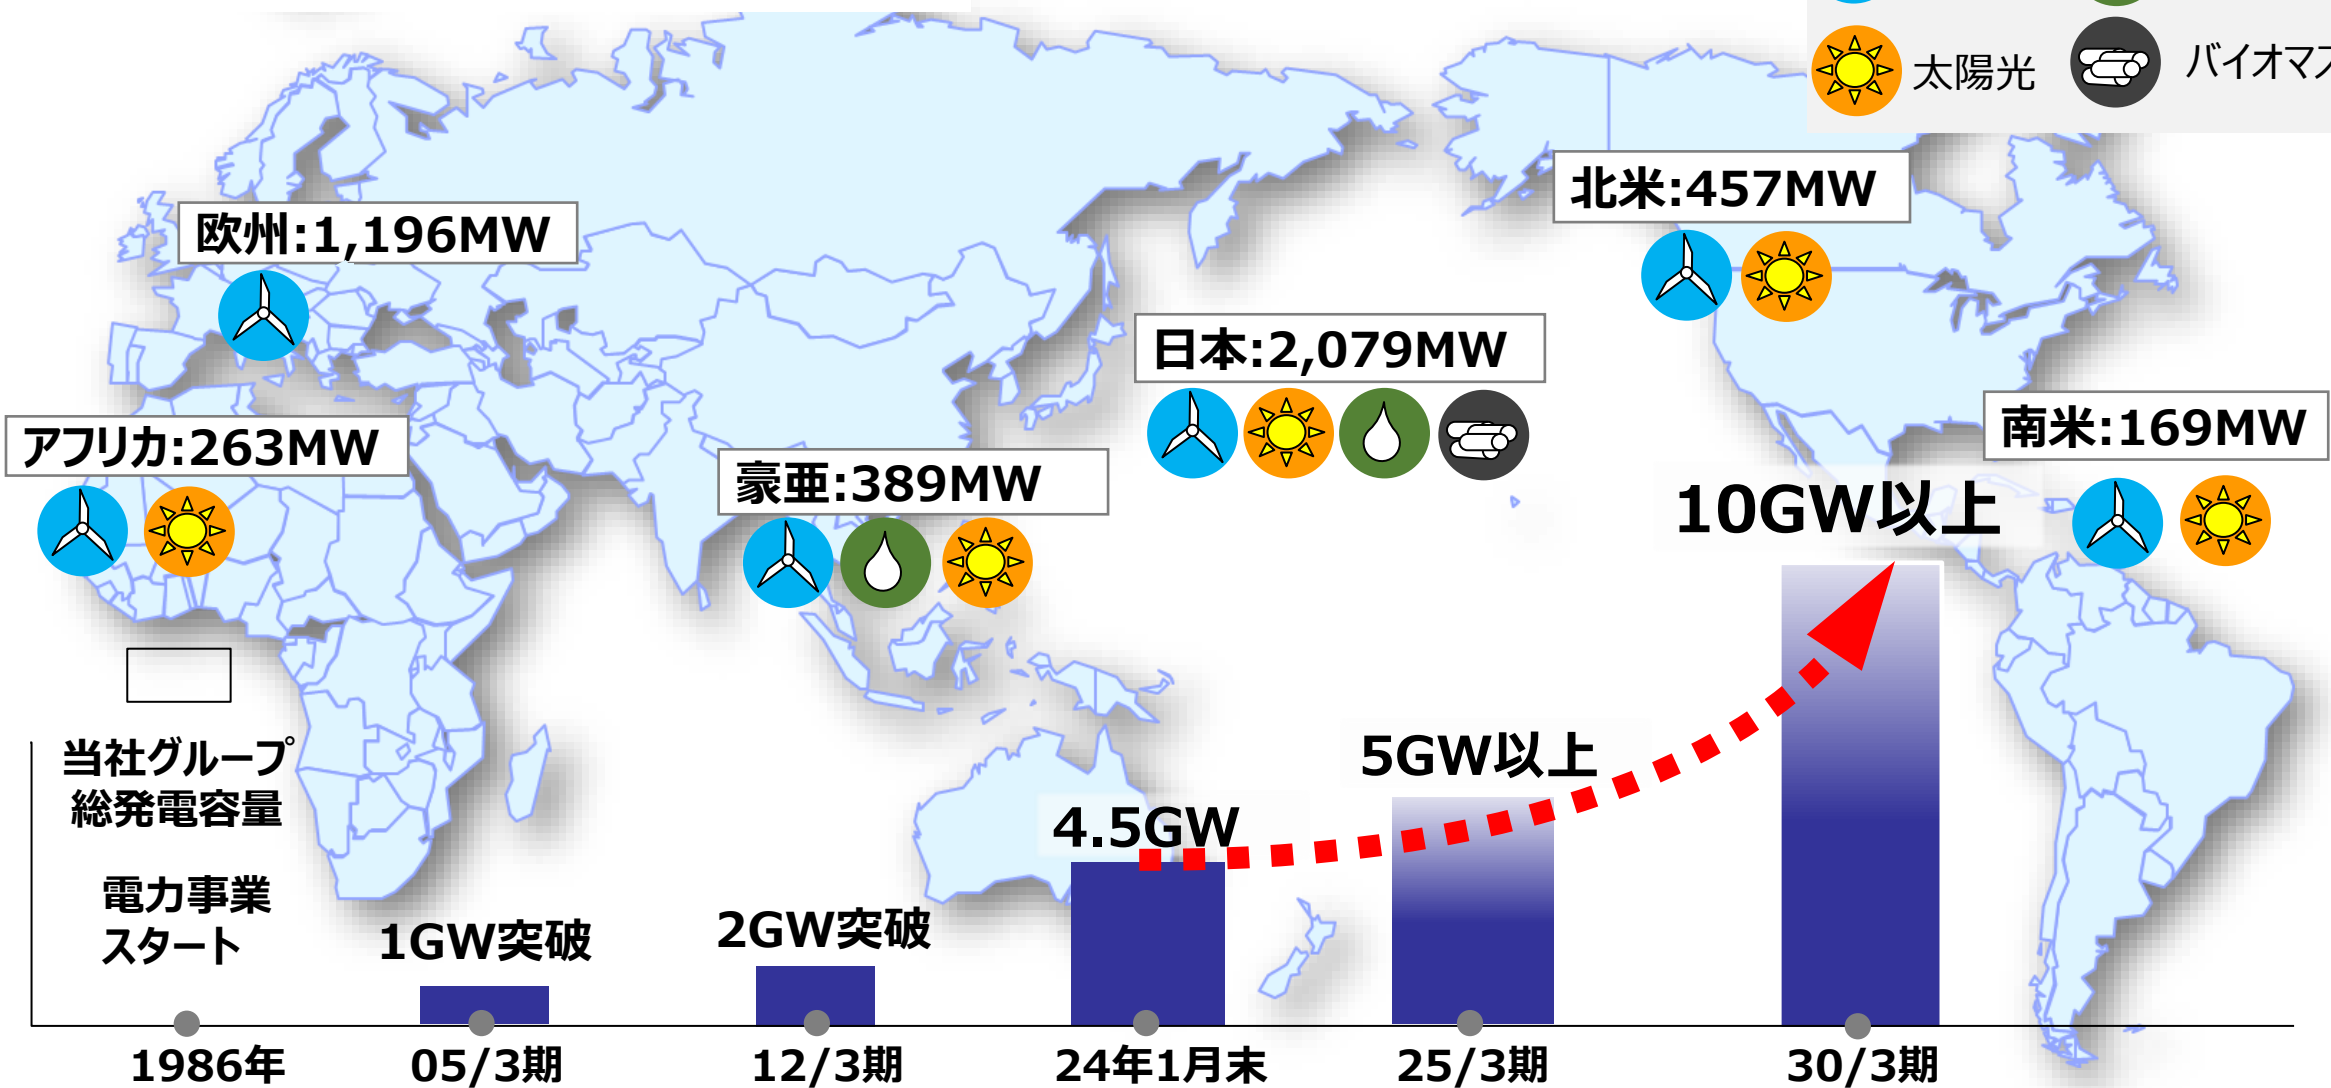 太陽光
バイオマス
北米:457MW
欧州:1,196MW
日本:2,079MW
アフリカ:263MW
南米:169MW
豪亜:389MW
10GW以上
当社グループ
総発電容量
5GW以上
4.5GW
電力事業
スタート
1GW突破
2GW突破
1986年
05/3期
12/3期
24年1月末
25/3期
30/3期